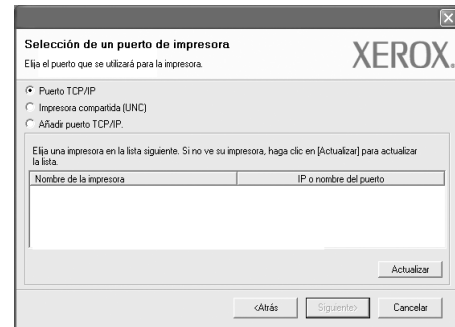 Selección de un puerto de impresora
Elija el puerto que se utilizará para la impresora.
XEROX.
Puerto TCP/IP
Impresora compartida (UNC)
Añadir puerto TCP/IP.
Elija una impresora en la lista siguiente. Si no ve su impresora, haga clic en [Actualizar] para actualizar
la lista.
Nombre de la impresora IP o nombre del puerto
Actualizar
<Atrás Siguiente> Cancelar